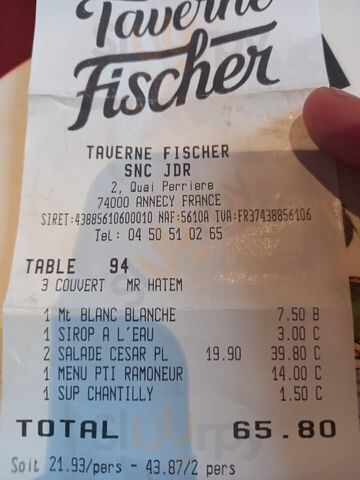 Taverne
Fischer
TAVERNE FISCHER
SNC JDR
2, Quai Perriere
74000 ANNECY FRANCE
SIRET:43885610600010 NAF:5610A TVA:FR37438856106
Tel: 04 50 51 02 65
TABLE 94
3 COUVERT MR HATEM
1 Mt BLANC BLANCHE 7.50 B
1 SIROP A L'EAU 3.00 C
2 SALADE CESAR PL 19.90 39.80 C
1 MENU PTI RAMONEUR 14.00 C
1 SUP CHANTILLY 1.50 C
TOTAL 65.80
Soit 21.93/pers - 43.87/2 pers